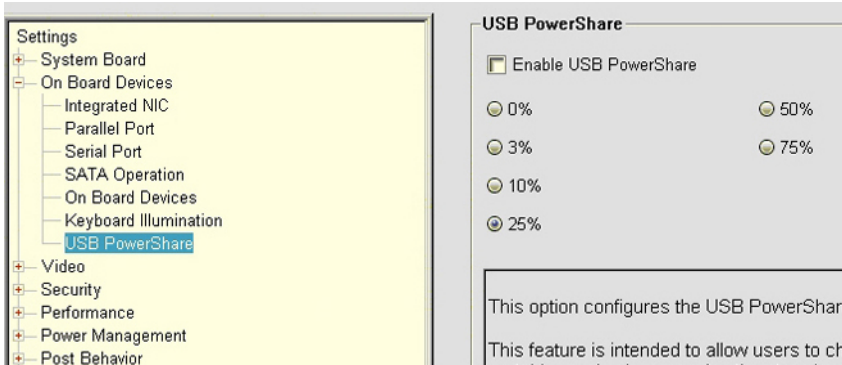 Settings
System Board
On Board Devices
Integrated NIC
Parallel Port
Serial Port
SATA Operation
On Board Devices
Keyboard Illumination
USB PowerShare
Video
Security
Performance
Power Management
Post Behavior
USB PowerShare
Enable USB PowerShare
0%
50%
3%
75%
10%
25%
This option configures the USB PowerShar
This feature is intended to allow users to ch